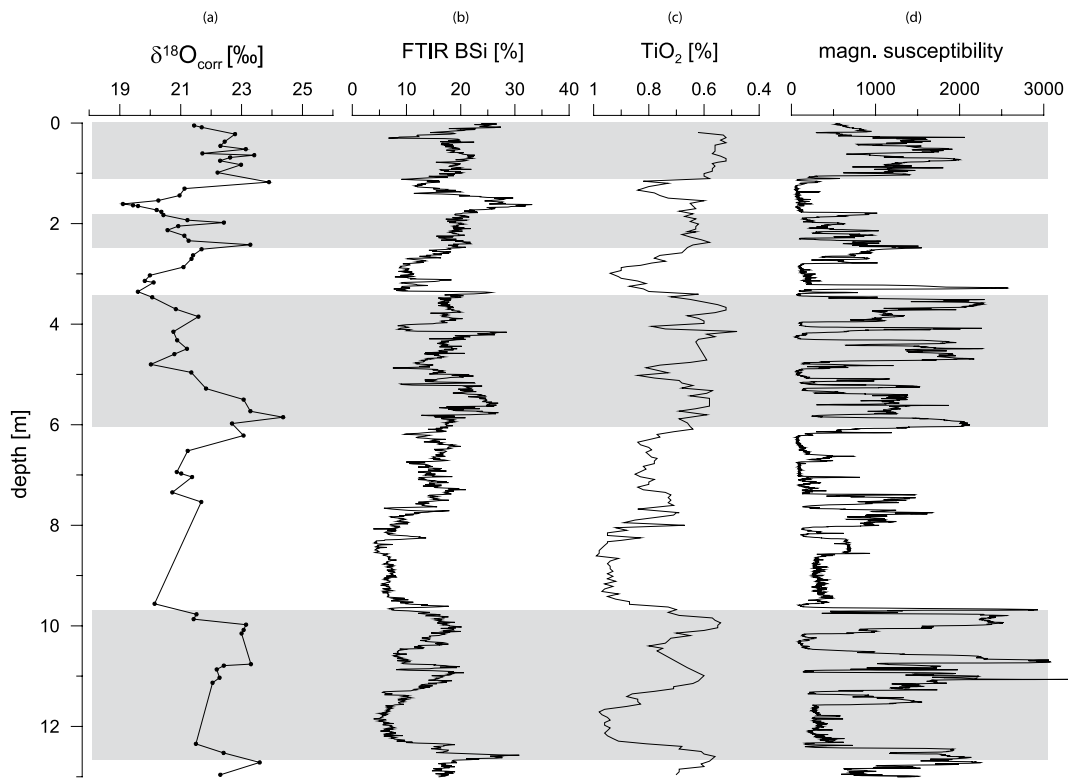 (a) (b) (c) (d)
δ¹⁸Ocorr [‰] FTIR BSi [%] TiO₂ [%] magn. susceptibility
19 21 23 25 0 10 20 30 40 1 0.8 0.6 0.4 0 1000 2000 3000
0
2
4
6
8
10
12
depth [m]